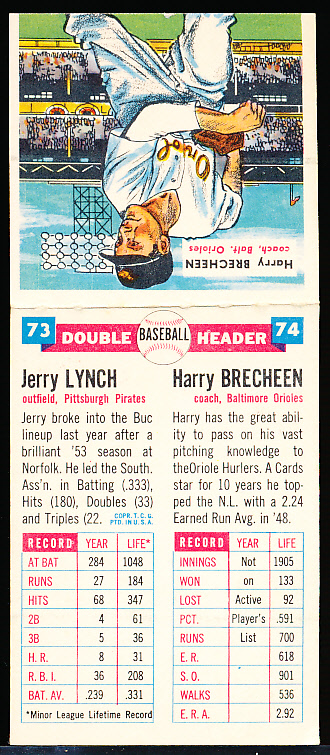 Harry BRECHEEN
coach, Balt. Orioles
Oriol
73
DOUBLE BASEBALL HEADER
74
Jerry LYNCH
outfield, Pittsburgh Pirates
Jerry broke into the Buc
lineup last year after a
brilliant '53 season at
Norfolk. He led the South.
Ass'n. in Batting (.333),
Hits (180), Doubles (33)
and Triples (22.
COPR. T. C. G.
PTD. IN U. S. A.
RECORD YEAR LIFE*
AT BAT 284 1048
RUNS 27 184
HITS 68 347
2B 4 61
3B 5 36
H. R. 8 31
R. B. I. 36 208
BAT. AV. .239 .331
*Minor League Lifetime Record
Harry BRECHEEN
coach, Baltimore Orioles
Harry has the great abil-
ity to pass on his vast
pitching knowledge to
theOriole Hurlers. A Cards
star for 10 years he top-
ped the N.L. with a 2.24
Earned Run Avg. in '48.
RECORD YEAR LIFE
INNINGS Not 1905
WON on 133
LOST Active 92
PCT. Player's .591
RUNS List 700
E. R. 618
S. O. 901
WALKS 536
E. R. A. 2.92